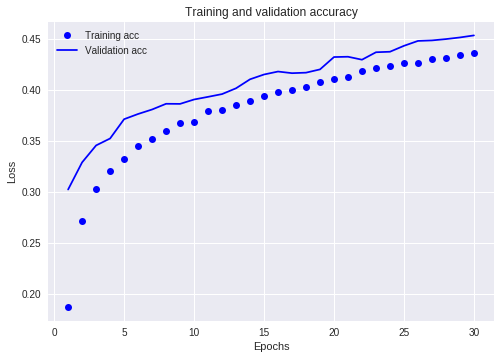 Training and validation accuracy
Training acc
Validation acc
0.45
0.40
0.35
0.30
0.25
0.20
Loss
0 5 10 15 20 25 30
Epochs